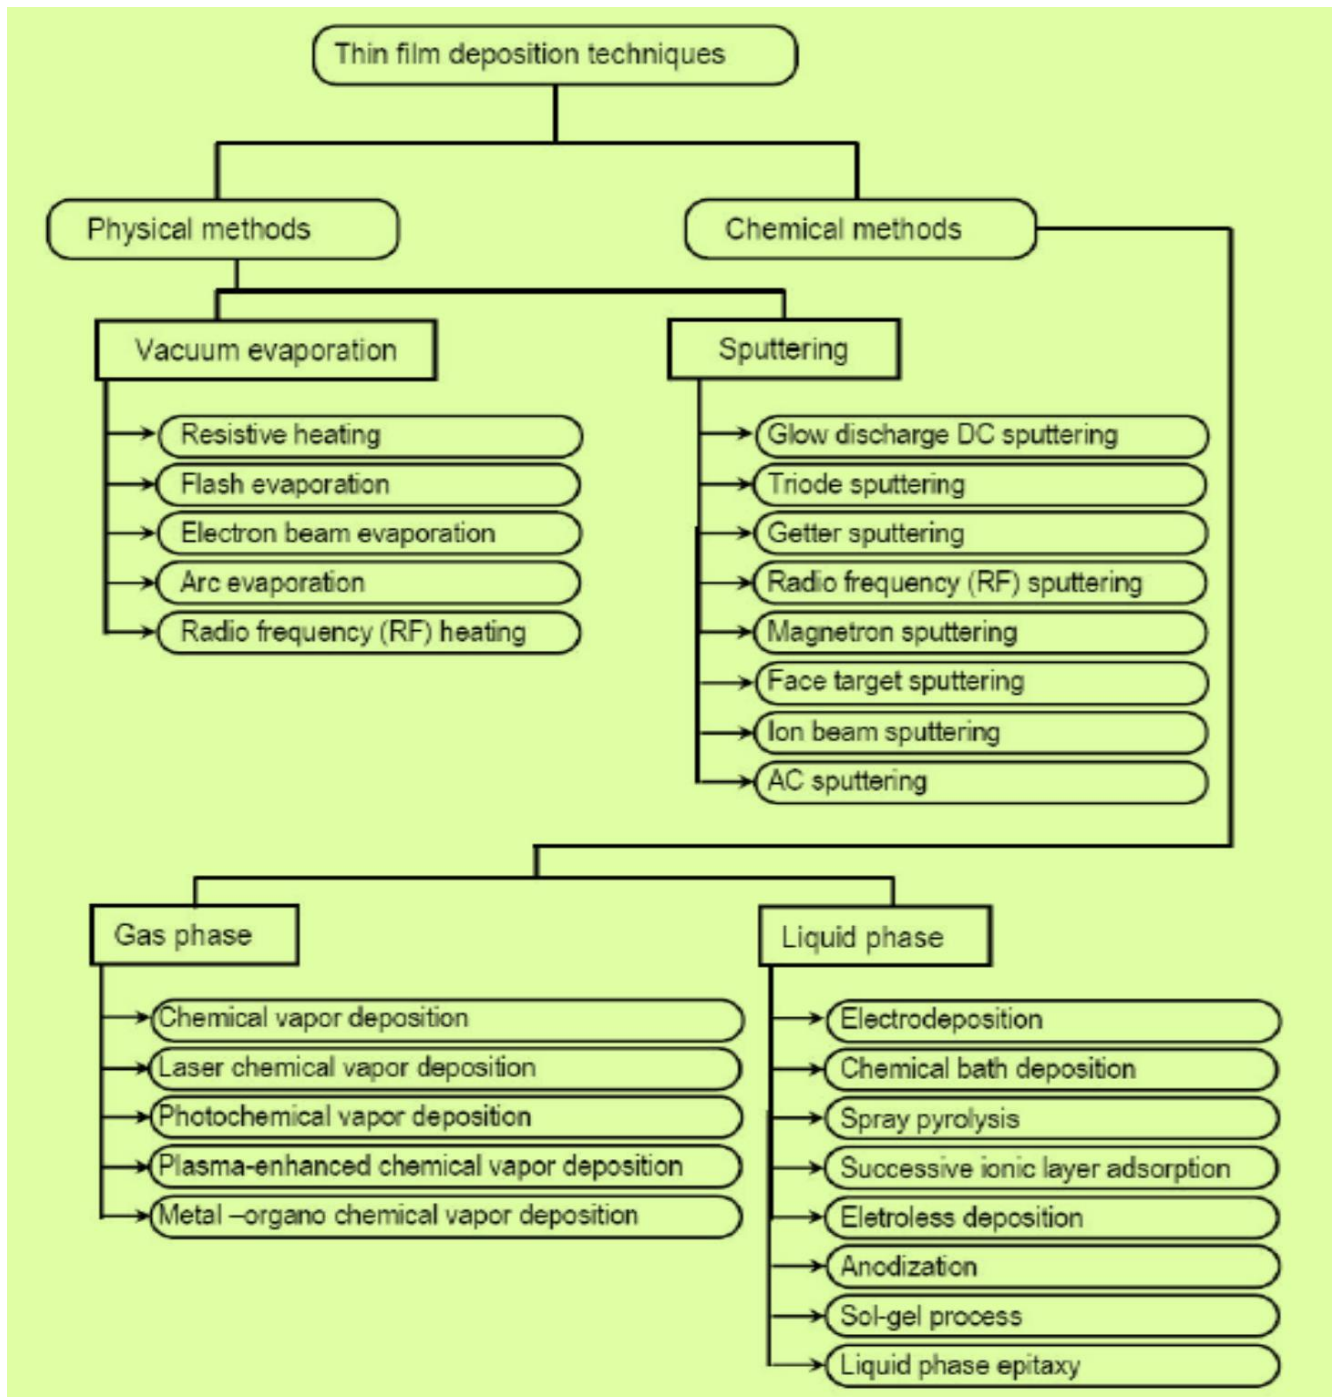 Thin film deposition techniques
Physical methods
Chemical methods
Vacuum evaporation
Resistive heating
Flash evaporation
Electron beam evaporation
Arc evaporation
Radio frequency (RF) heating
Sputtering
Glow discharge DC sputtering
Triode sputtering
Getter sputtering
Radio frequency (RF) sputtering
Magnetron sputtering
Face target sputtering
Ion beam sputtering
AC sputtering
Gas phase
Chemical vapor deposition
Laser chemical vapor deposition
Photochemical vapor deposition
Plasma-enhanced chemical vapor deposition
Metal –organo chemical vapor deposition
Liquid phase
Electrodeposition
Chemical bath deposition
Spray pyrolysis
Successive ionic layer adsorption
Eletroless deposition
Anodization
Sol-gel process
Liquid phase epitaxy